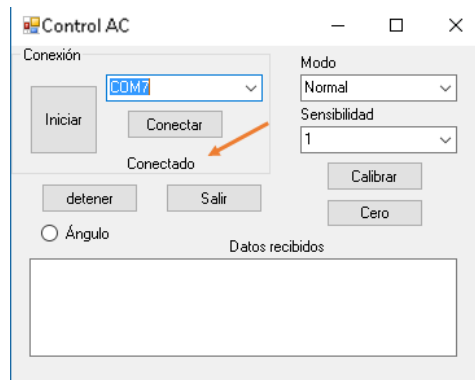 Control AC
Conexión
COM7
Iniciar
Conectar
Conectado
Modo
Normal
Sensibilidad
1
Calibrar
Cero
detener
Salir
Ángulo
Datos recibidos